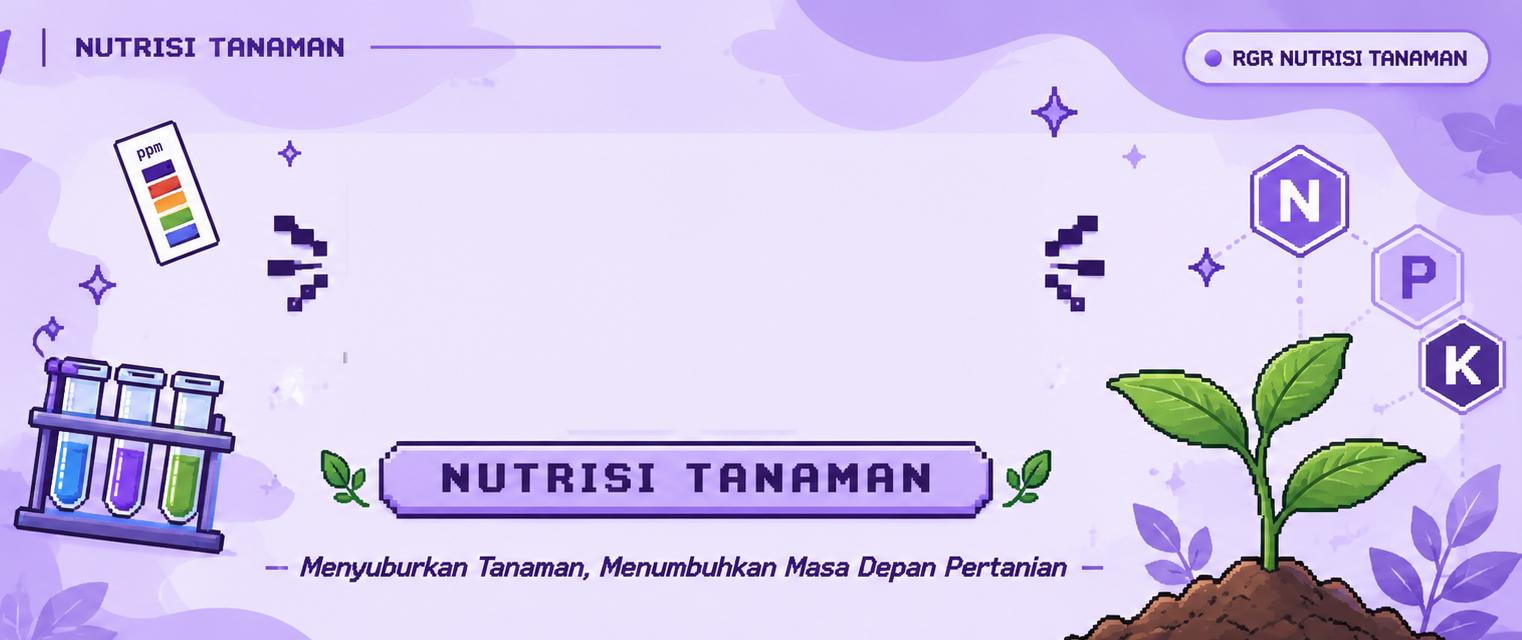 NUTRISI TANAMAN
RGR NUTRISI TANAMAN
ppm
N
P
K
NUTRISI TANAMAN
Menyuburkan Tanaman, Menumbuhkan Masa Depan Pertanian